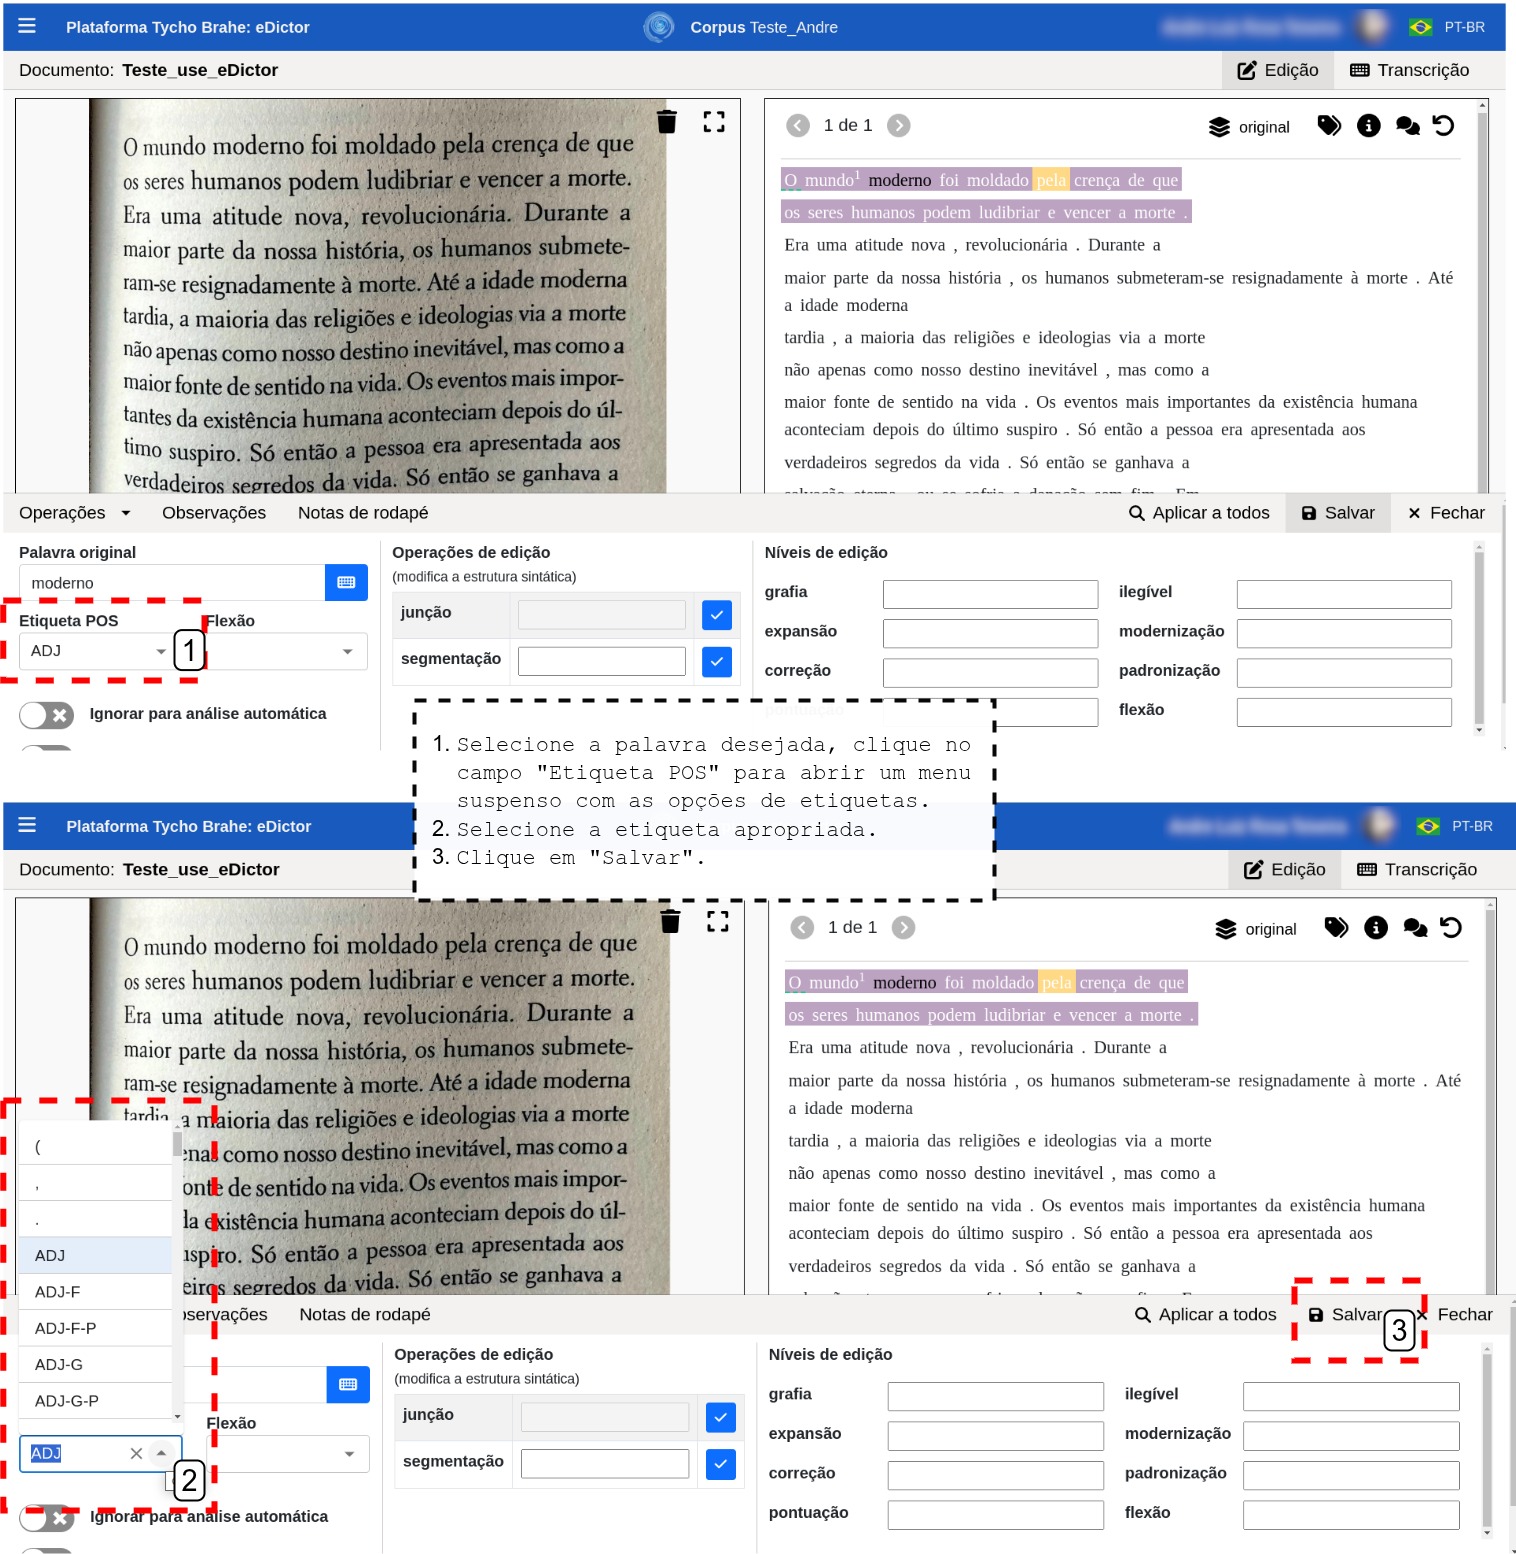 Plataforma Tycho Brahe: eDictor
Corpus Teste_Andre
PT-BR
Documento: Teste_use_eDictor
Edição
Transcrição
O mundo moderno foi moldado pela crença de que
os seres humanos podem ludibriar e vencer a morte.
Era uma atitude nova, revolucionária. Durante a
maior parte da nossa história, os humanos submete-
ram-se resignadamente à morte. Até a idade moderna
tardia, a maioria das religiões e ideologias via a morte
não apenas como nosso destino inevitável, mas como a
maior fonte de sentido na vida. Os eventos mais impor-
tantes da existência humana aconteciam depois do úl-
timo suspiro. Só então a pessoa era apresentada aos
verdadeiros segredos da vida. Só então se ganhava a
1 de 1
original
O mundo1 moderno foi moldado pela crença de que
os seres humanos podem ludibriar e vencer a morte .
Era uma atitude nova , revolucionária . Durante a
maior parte da nossa história , os humanos submeteram-se resignadamente à morte . Até
a idade moderna
tardia , a maioria das religiões e ideologias via a morte
não apenas como nosso destino inevitável , mas como a
maior fonte de sentido na vida . Os eventos mais importantes da existência humana
aconteciam depois do último suspiro . Só então a pessoa era apresentada aos
verdadeiros segredos da vida . Só então se ganhava a
Operações
Observações
Notas de rodapé
Aplicar a todos
Salvar
Fechar
Palavra original
moderno
Etiqueta POS
Flexão
ADJ
1
Ignorar para análise automática
Operações de edição
(modifica a estrutura sintática)
junção
segmentação
Níveis de edição
grafia
ilegível
expansão
modernização
correção
padronização
flexão
1. Selecione a palavra desejada, clique no
campo "Etiqueta POS" para abrir um menu
suspenso com as opções de etiquetas.
2. Selecione a etiqueta apropriada.
3. Clique em "Salvar".
Plataforma Tycho Brahe: eDictor
PT-BR
Documento: Teste_use_eDictor
Edição
Transcrição
O mundo moderno foi moldado pela crença de que
os seres humanos podem ludibriar e vencer a morte.
Era uma atitude nova, revolucionária. Durante a
maior parte da nossa história, os humanos submete-
ram-se resignadamente à morte. Até a idade moderna
tardia, a maioria das religiões e ideologias via a morte
enas como nosso destino inevitável, mas como a
onte de sentido na vida. Os eventos mais impor-
la existência humana aconteciam depois do úl-
uspiro. Só então a pessoa era apresentada aos
eiros segredos da vida. Só então se ganhava a
1 de 1
original
O mundo1 moderno foi moldado pela crença de que
os seres humanos podem ludibriar e vencer a morte .
Era uma atitude nova , revolucionária . Durante a
maior parte da nossa história , os humanos submeteram-se resignadamente à morte . Até
a idade moderna
tardia , a maioria das religiões e ideologias via a morte
não apenas como nosso destino inevitável , mas como a
maior fonte de sentido na vida . Os eventos mais importantes da existência humana
aconteciam depois do último suspiro . Só então a pessoa era apresentada aos
verdadeiros segredos da vida . Só então se ganhava a
(
,
.
ADJ
ADJ-F
ADJ-F-P
ADJ-G
ADJ-G-P
ADJ
2
servações
Notas de rodapé
Aplicar a todos
Salvar
3
Fechar
Flexão
Ignorar para análise automática
Operações de edição
(modifica a estrutura sintática)
junção
segmentação
Níveis de edição
grafia
ilegível
expansão
modernização
correção
padronização
pontuação
flexão